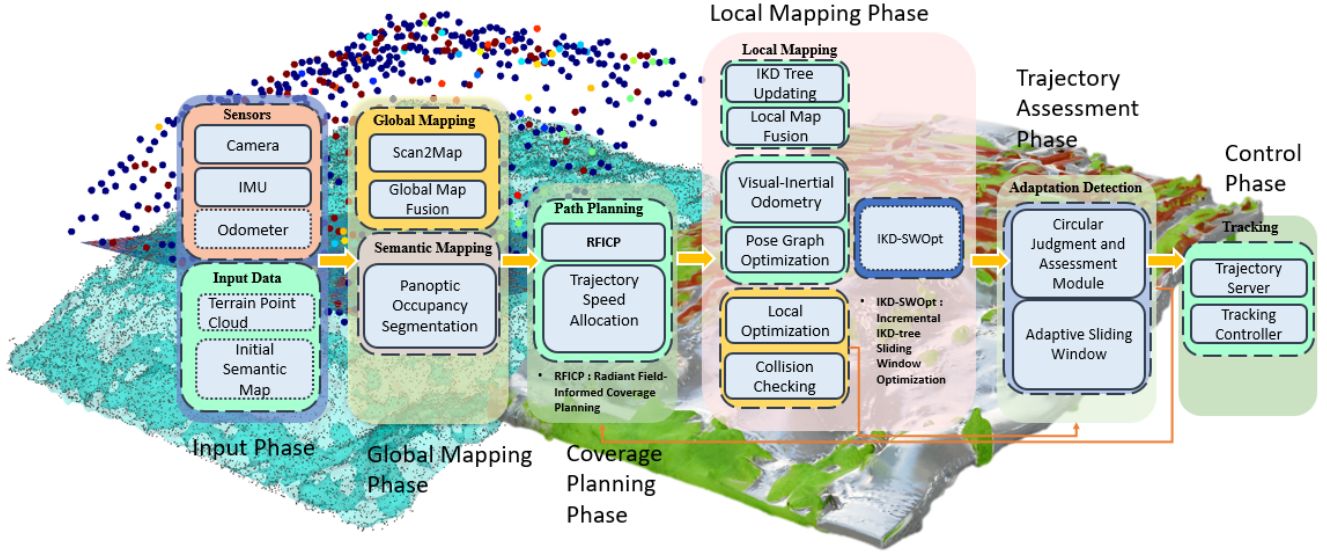 Sensors
Camera
IMU
Odometer
Input Data
Terrain Point
Cloud
Initial
Semantic
Map
Input Phase
Global Mapping
Scan2Map
Global Map
Fusion
Semantic Mapping
Panoptic
Occupancy
Segmentation
Global Mapping
Phase
Path Planning
RFICP
Trajectory
Speed
Allocation
• RFICP : Radiant Field-
Informed Coverage
Planning
Coverage
Planning
Phase
Local Mapping Phase
Local Mapping
IKD Tree
Updating
Local Map
Fusion
Visual-Inertial
Odometry
Pose Graph
Optimization
Local
Optimization
Collision
Checking
IKD-SWOpt
• IKD-SWOpt :
Incremental
IKD-tree
Sliding
Window
Optimization
Trajectory
Assessment
Phase
Adaptation Detection
Circular
Judgment and
Assessment
Module
Adaptive Sliding
Window
Control
Phase
Tracking
Trajectory
Server
Tracking
Controller